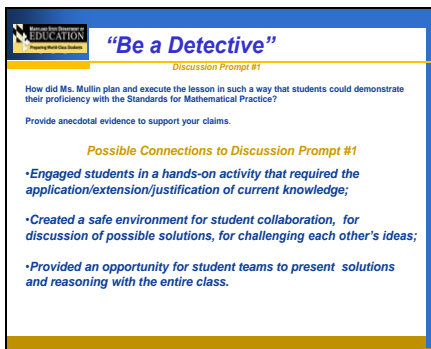 MARYLAND STATE DEPARTMENT OF
EDUCATION
Preparing World-Class Students
“Be a Detective”
Discussion Prompt #1
How did Ms. Mullin plan and execute the lesson in such a way that students could demonstrate
their proficiency with the Standards for Mathematical Practice?
Provide anecdotal evidence to support your claims.
Possible Connections to Discussion Prompt #1
•Engaged students in a hands-on activity that required the
application/extension/justification of current knowledge;
•Created a safe environment for student collaboration, for
discussion of possible solutions, for challenging each other’s ideas;
•Provided an opportunity for student teams to present solutions
and reasoning with the entire class.